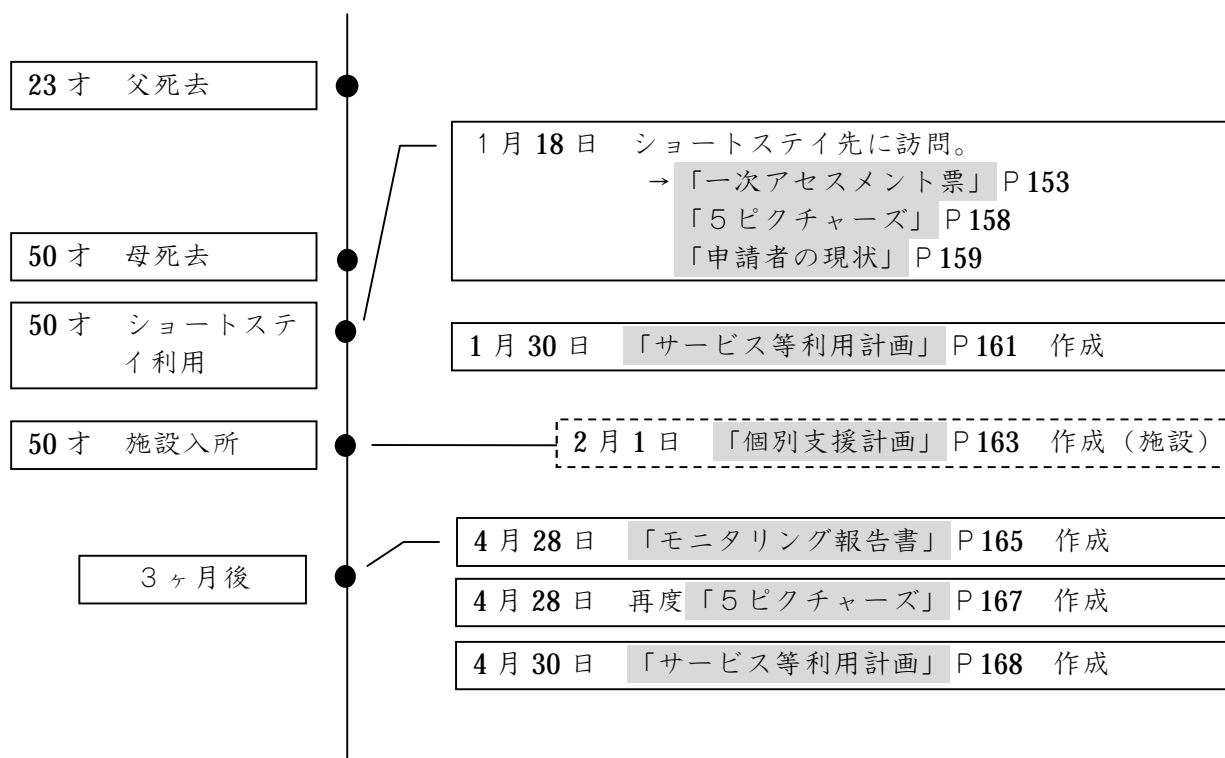 23才 父死去
1月18日 ショートステイ先に訪問。
→「一次アセスメント票」P153
「5ピクチャーズ」P158
「申請者の現状」P159
50才 母死去
50才 ショートステ
イ利用
1月30日 「サービス等利用計画」P161 作成
50才 施設入所
2月1日 「個別支援計画」P163 作成(施設)
3ヶ月後
4月28日 「モニタリング報告書」P165 作成
4月28日 再度「5ピクチャーズ」P167 作成
4月30日 「サービス等利用計画」P168 作成